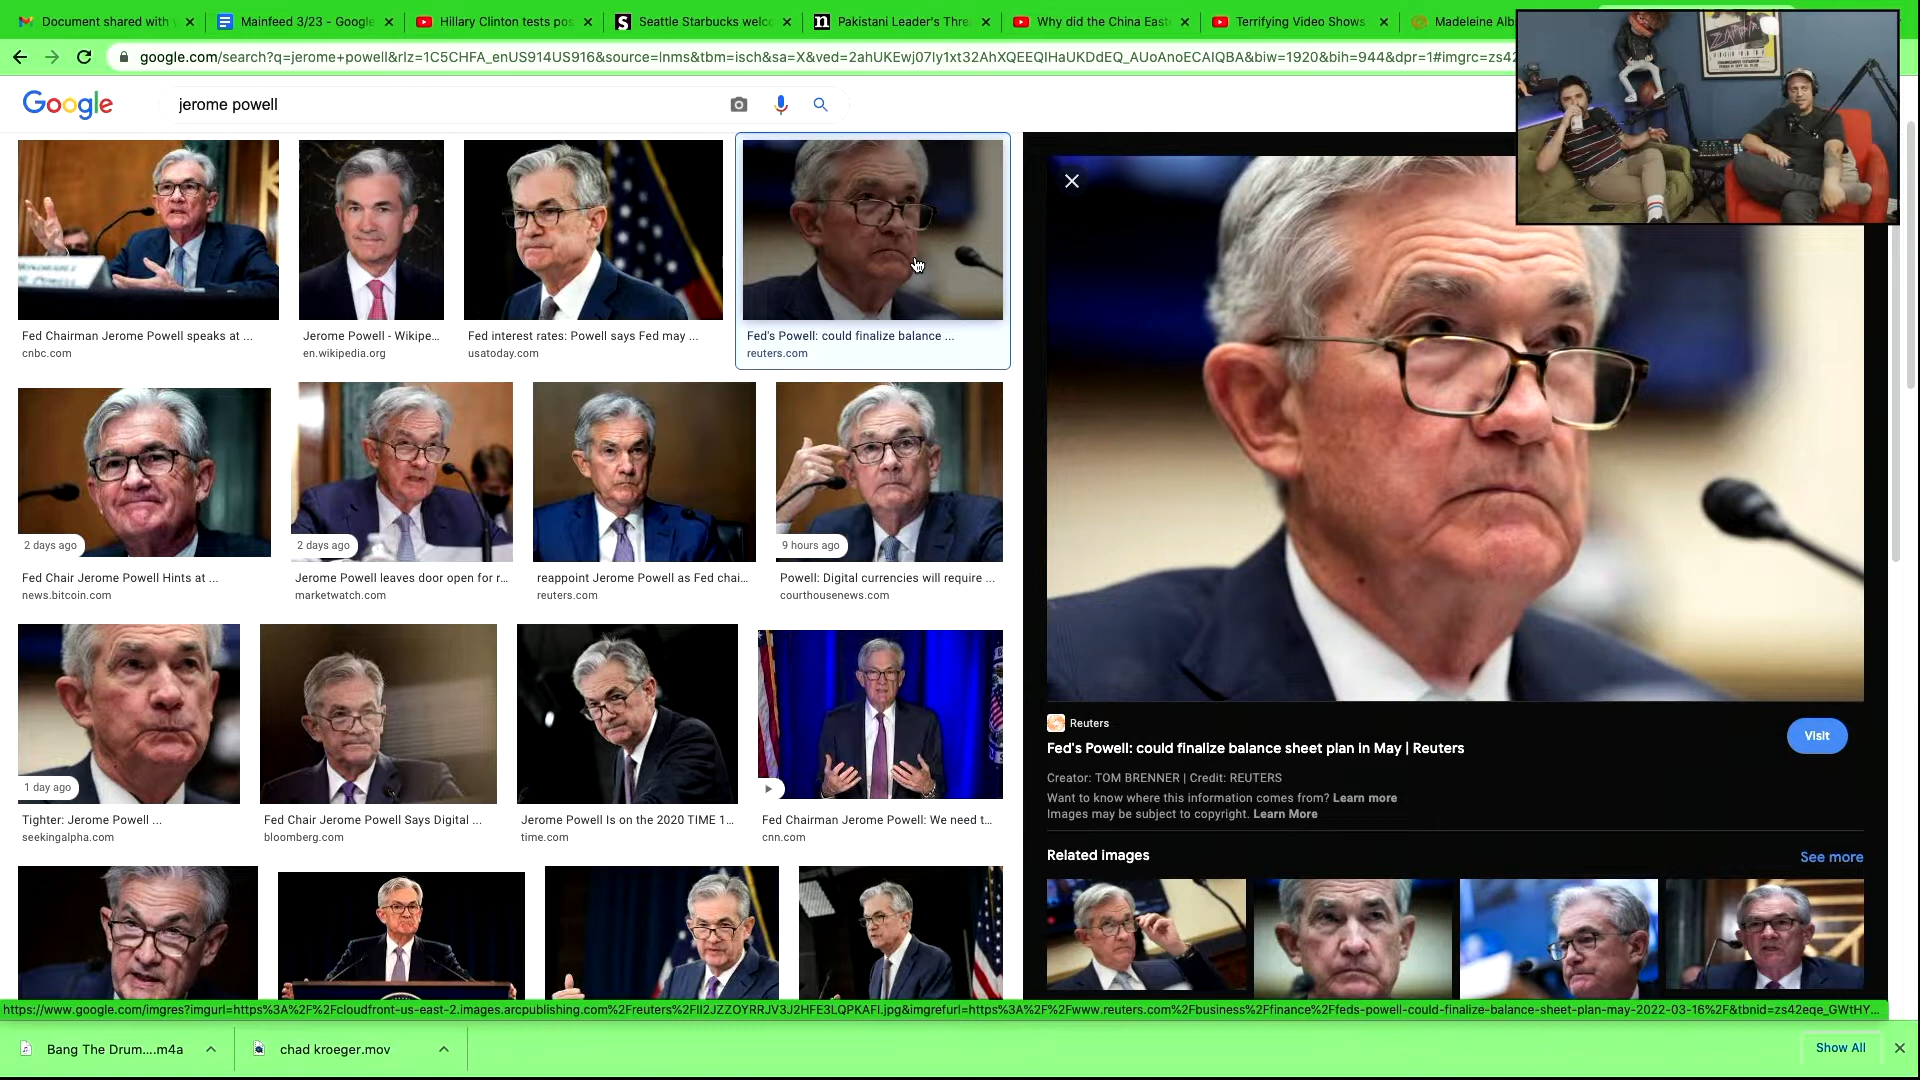 Document shared with
Mainfeed 3/23 - Google
Hillary Clinton tests pos
Seattle Starbucks welco
Pakistani Leader's Thre
Why did the China East
Terrifying Video Shows
Madeleine Alb
google.com/search?q=jerome+powell&rlz=1C5CHFA_enUS914US916&source=lnms&tbm=isch&sa=X&ved=2ahUKEwj07ly1xt32AhXQEEQIHaUKDdEQ_AUoAnoECAIQBA&biw=1920&bih=944&dpr=1#imgrc=zs42
Google
jerome powell
Fed Chairman Jerome Powell speaks at ...
cnbc.com
Jerome Powell - Wikipe...
en.wikipedia.org
Fed interest rates: Powell says Fed may ...
usatoday.com
Fed's Powell: could finalize balance ...
reuters.com
2 days ago
Fed Chair Jerome Powell Hints at ...
news.bitcoin.com
2 days ago
Jerome Powell leaves door open for r...
marketwatch.com
reappoint Jerome Powell as Fed chai...
reuters.com
9 hours ago
Powell: Digital currencies will require ...
courthousenews.com
1 day ago
Tighter: Jerome Powell ...
seekingalpha.com
Fed Chair Jerome Powell Says Digital ...
bloomberg.com
Jerome Powell Is on the 2020 TIME 1...
time.com
Fed Chairman Jerome Powell: We need t...
cnn.com
Reuters
Fed's Powell: could finalize balance sheet plan in May | Reuters
Visit
Creator: TOM BRENNER | Credit: REUTERS
Want to know where this information comes from? Learn more
Images may be subject to copyright. Learn More
Related images
See more
https://www.google.com/imgres?imgurl=https%3A%2F%2Fcloudfront-us-east-2.images.arcpublishing.com%2Freuters%2FII2JZZOYRRJV3J2HFE3LQPKAFI.jpg&imgrefurl=https%3A%2F%2Fwww.reuters.com%2Fbusiness%2Ffinance%2Ffeds-powell-could-finalize-balance-sheet-plan-may-2022-03-16%2F&tbnid=zs42eqe_GWtHY...
Bang The Drum....m4a
chad kroeger.mov
Show All